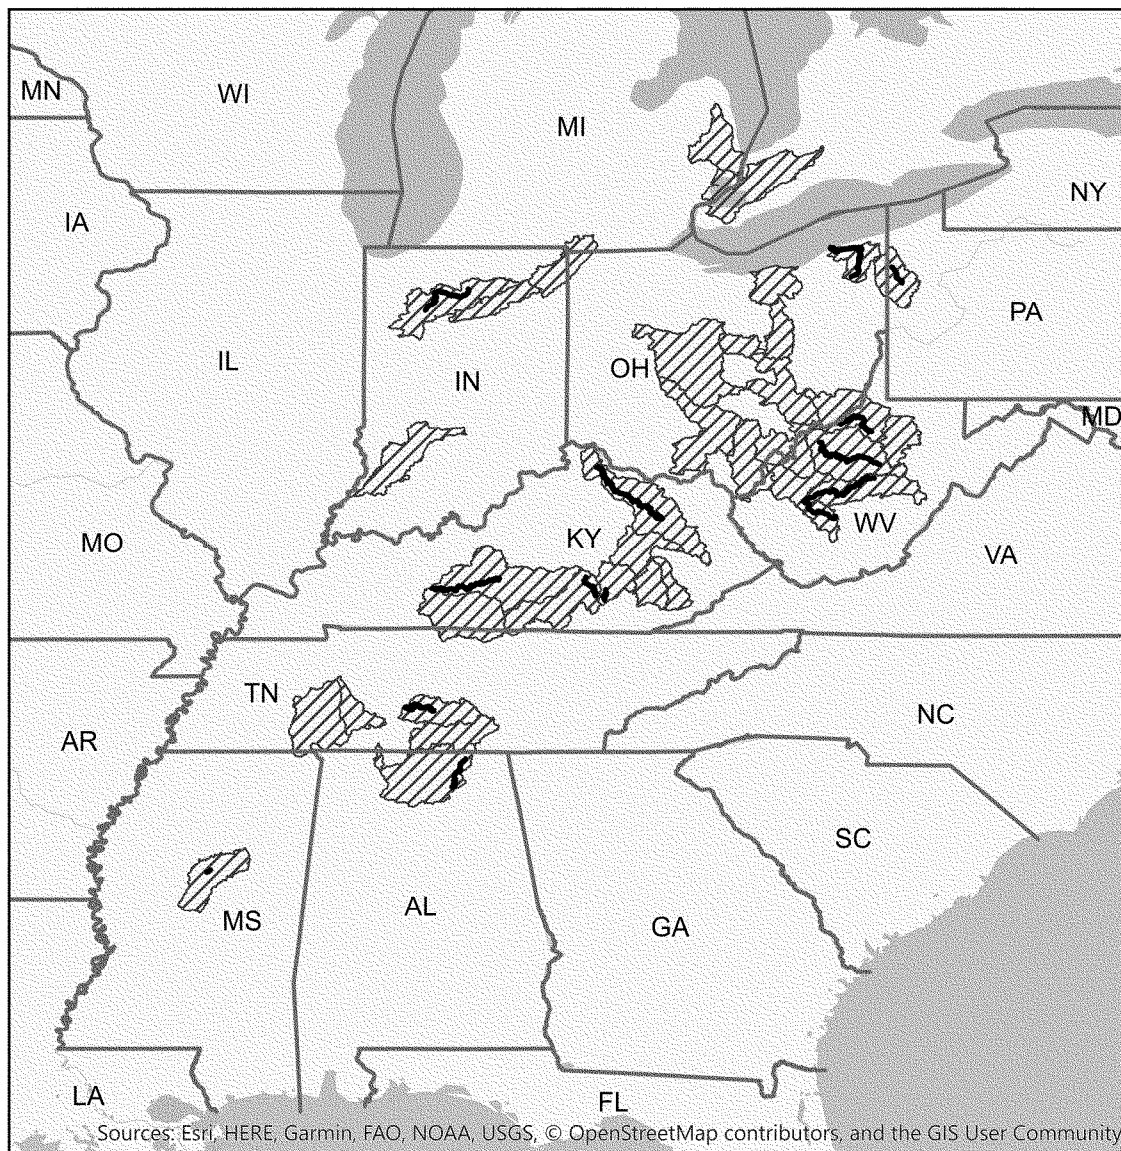 MN
WI
MI
NY
IA
PA
IL
OH
IN
MD
WV
MO
KY
VA
TN
NC
AR
SC
AL
MS
GA
LA
FL
Sources: Esri, HERE, Garmin, FAO, NOAA, USGS, © OpenStreetMap contributors, and the GIS User Community